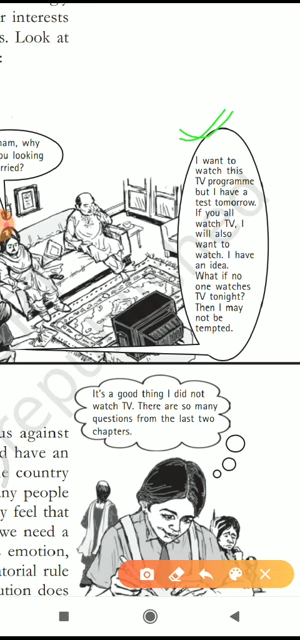 r interests
s. Look at
:
am, why
ou looking
rried?
I want to
watch this
TV programme
but I have a
test tomorrow.
If you all
watch TV, I
will also
want to
watch. I have
an idea.
What if no
one watches
TV tonight?
Then I may
not be
tempted.
It's a good thing I did not
watch TV. There are so many
questions from the last two
chapters.
us against
d have an
e country
ny people
y feel that
we need a
s emotion,
torial rule
ution does